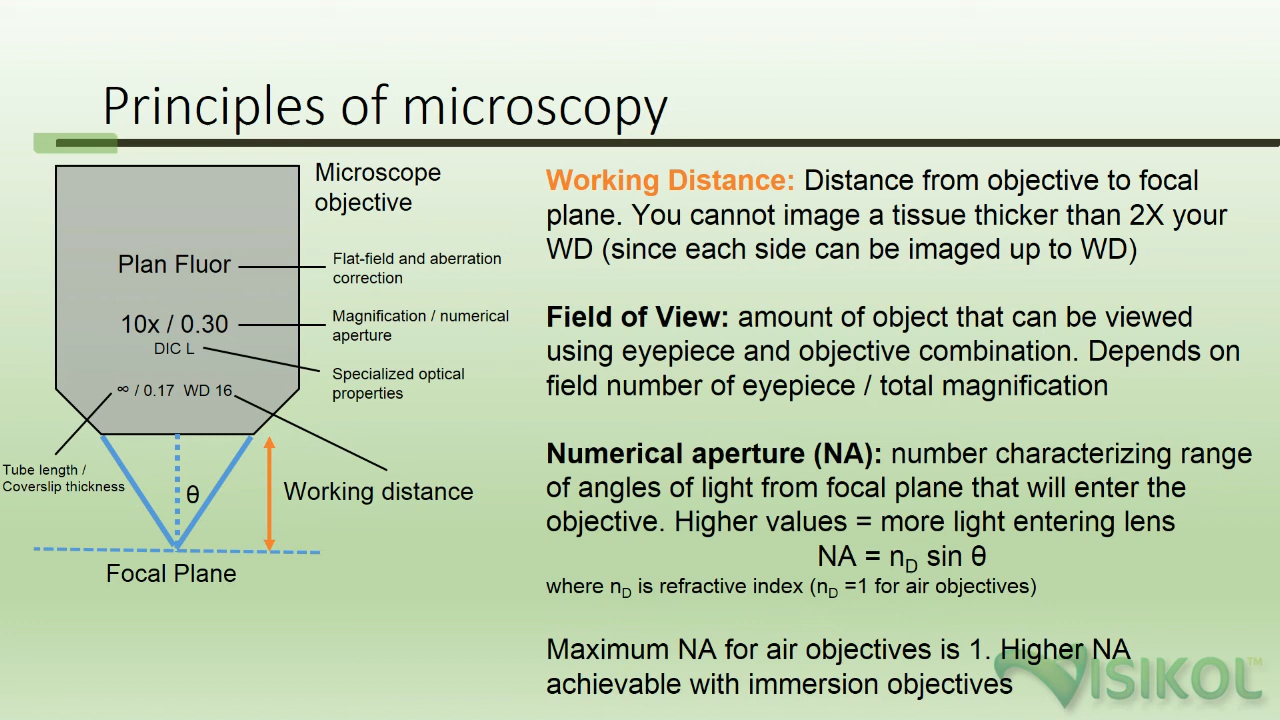 Principles of microscopy
Microscope
objective
Plan Fluor
Flat-field and aberration
correction
10x / 0.30
Magnification / numerical
aperture
DIC L
Specialized optical
properties
∞ / 0.17 WD 16
Tube length /
Coverslip thickness
θ
Working distance
Focal Plane
Working Distance: Distance from objective to focal
plane. You cannot image a tissue thicker than 2X your
WD (since each side can be imaged up to WD)
Field of View: amount of object that can be viewed
using eyepiece and objective combination. Depends on
field number of eyepiece / total magnification
Numerical aperture (NA): number characterizing range
of angles of light from focal plane that will enter the
objective. Higher values = more light entering lens
NA = nD sin θ
where nD is refractive index (nD =1 for air objectives)
Maximum NA for air objectives is 1. Higher NA
achievable with immersion objectives
VISIKOL™